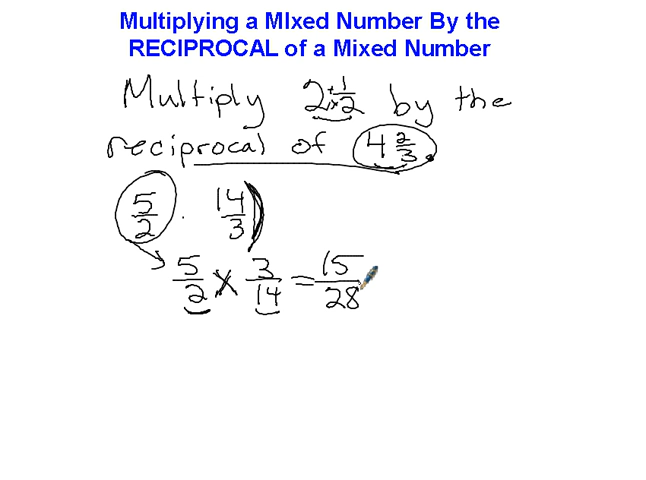 Multiplying a MIxed Number By the
RECIPROCAL of a Mixed Number
Multiply 2 + 1/× 2 by the
reciprocal of 4 2/3.
5/2 · 14/3
5/2 × 3/14 = 15/28